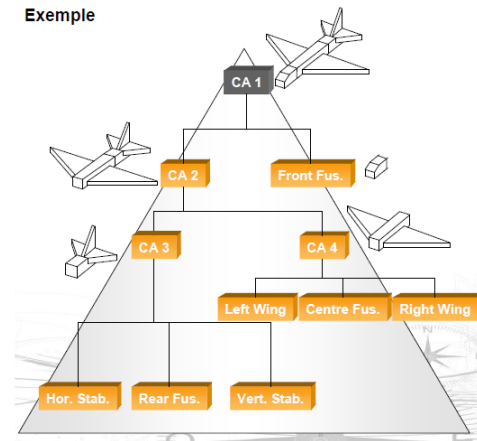 Exemple
CA 1
CA 2
Front Fus.
CA 3
CA 4
Left Wing
Centre Fus.
Right Wing
Hor. Stab.
Rear Fus.
Vert. Stab.
N